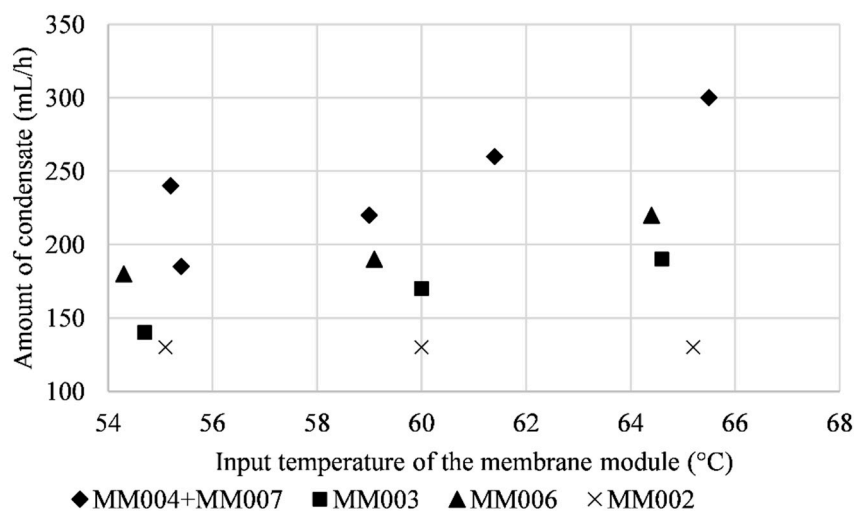 350
300
250
200
150
100
Amount of condensate (mL/h)
54 56 58 60 62 64 66 68
Input temperature of the membrane module (°C)
MM004+MM007 MM003 MM006 MM002